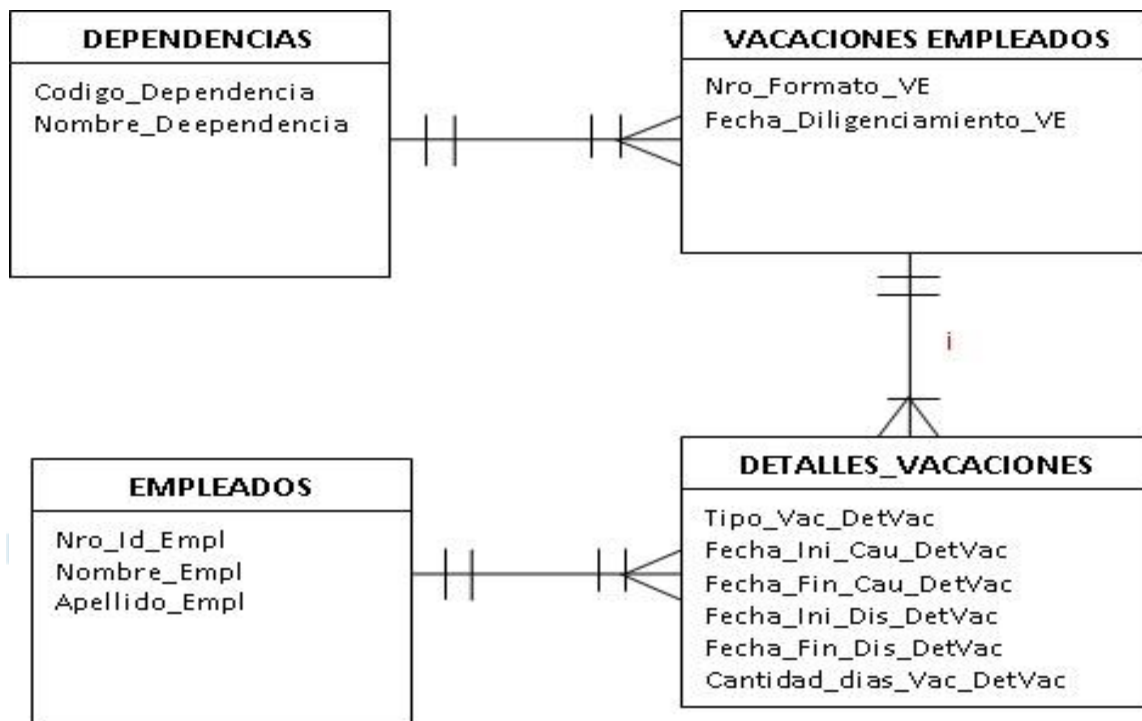 DEPENDENCIAS
Codigo_Dependencia
Nombre_Deependencia
VACACIONES EMPLEADOS
Nro_Formato_VE
Fecha_Diligenciamiento_VE
i
EMPLEADOS
Nro_Id_Empl
Nombre_Empl
Apellido_Empl
DETALLES_VACACIONES
Tipo_Vac_DetVac
Fecha_Ini_Cau_DetVac
Fecha_Fin_Cau_DetVac
Fecha_Ini_Dis_DetVac
Fecha_Fin_Dis_DetVac
Cantidad_dias_Vac_DetVac